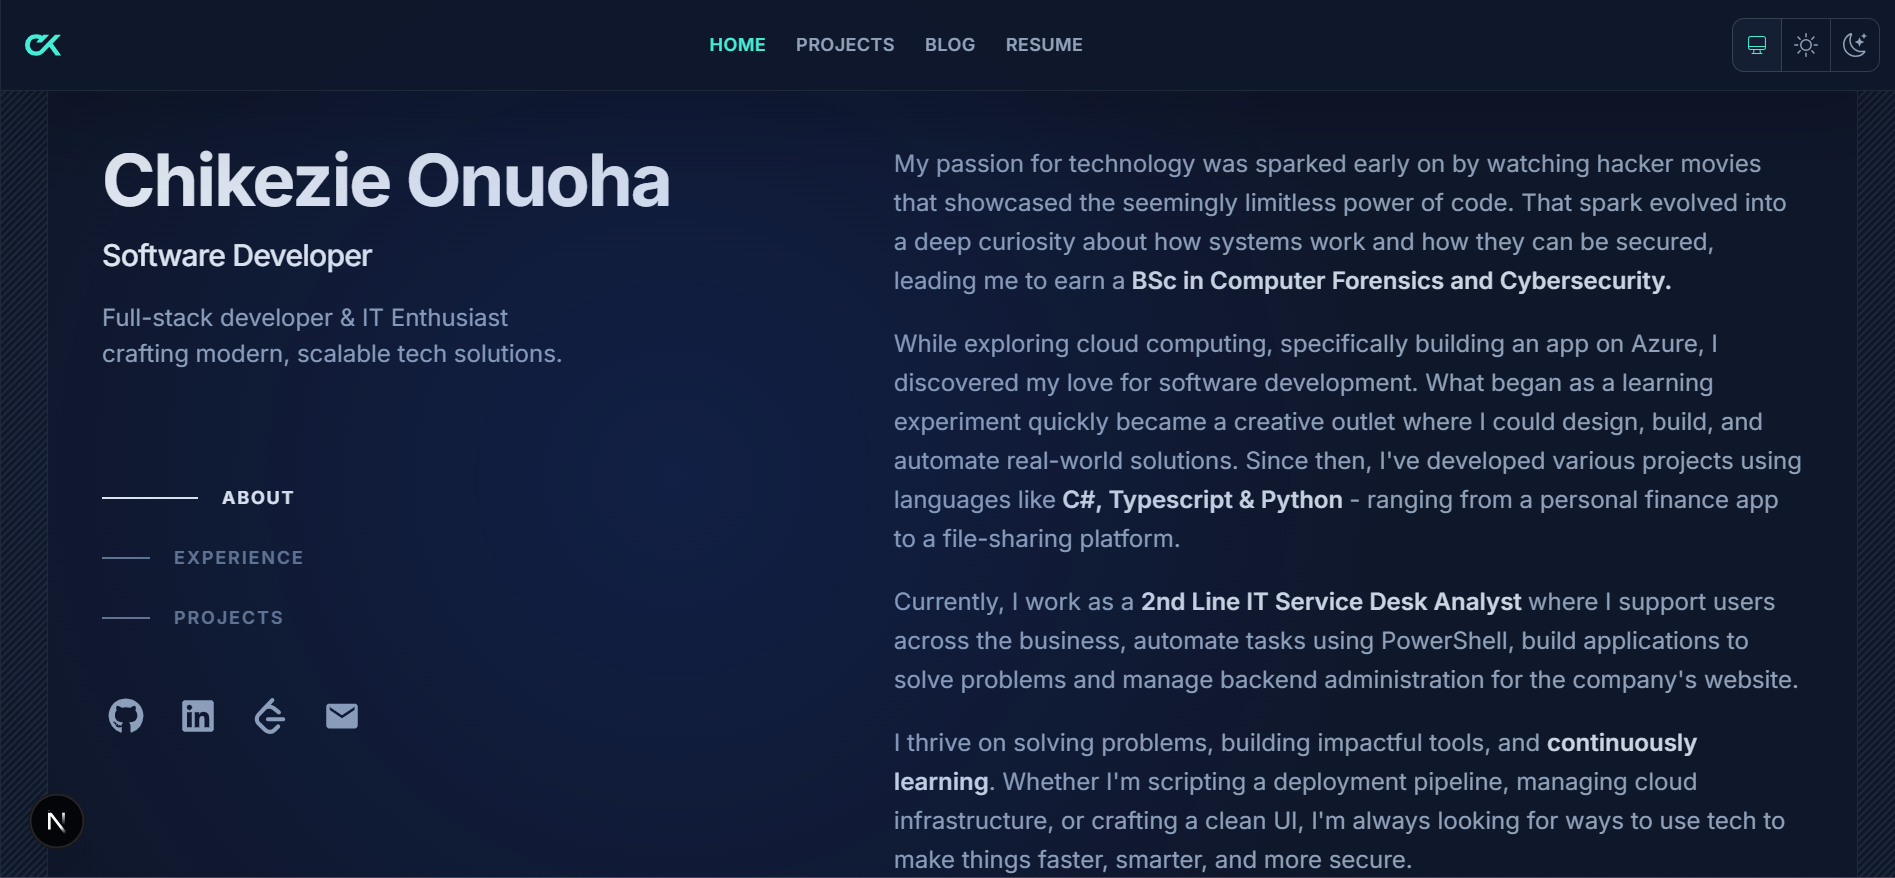 HOME PROJECTS BLOG RESUME
Chikezie Onuoha
Software Developer
Full-stack developer & IT Enthusiast
crafting modern, scalable tech solutions.
ABOUT
EXPERIENCE
PROJECTS
My passion for technology was sparked early on by watching hacker movies
that showcased the seemingly limitless power of code. That spark evolved into
a deep curiosity about how systems work and how they can be secured,
leading me to earn a BSc in Computer Forensics and Cybersecurity.
While exploring cloud computing, specifically building an app on Azure, I
discovered my love for software development. What began as a learning
experiment quickly became a creative outlet where I could design, build, and
automate real-world solutions. Since then, I've developed various projects using
languages like C#, Typescript & Python - ranging from a personal finance app
to a file-sharing platform.
Currently, I work as a 2nd Line IT Service Desk Analyst where I support users
across the business, automate tasks using PowerShell, build applications to
solve problems and manage backend administration for the company's website.
I thrive on solving problems, building impactful tools, and continuously
learning. Whether I'm scripting a deployment pipeline, managing cloud
infrastructure, or crafting a clean UI, I'm always looking for ways to use tech to
make things faster, smarter, and more secure.